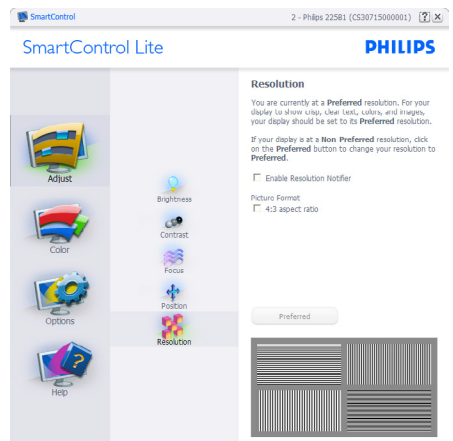 SmartControl
2 - Philips 225B1 (CS30715000001)
? ×
SmartControl Lite
PHILIPS
Adjust
Color
Options
Help
Brightness
Contrast
Focus
Position
Resolution
Resolution
You are currently at a Preferred resolution. For your
display to show crisp, clear text, colors, and images,
your display should be set to its Preferred resolution.
If your display is at a Non Preferred resolution, click
on the Preferred button to change your resolution to
Preferred.
Enable Resolution Notifier
Picture Format
4:3 aspect ratio
Preferred